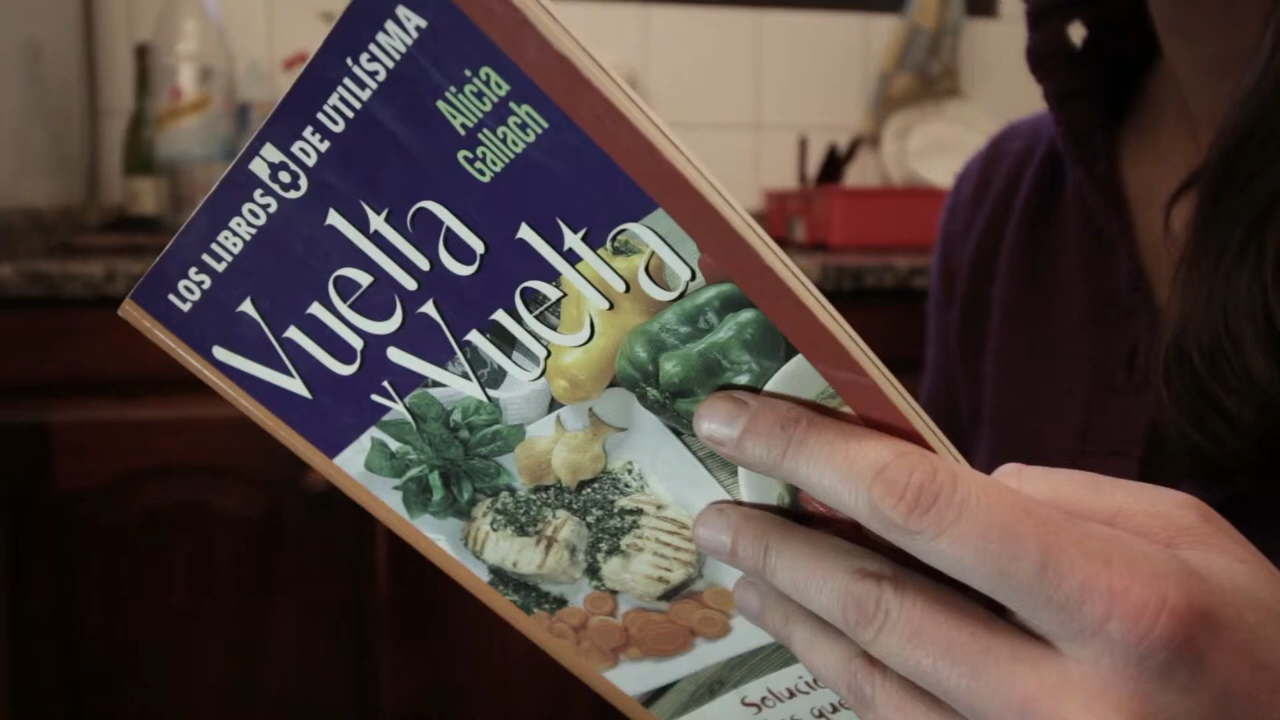 LOS LIBROS DE UTILÍSIMA
Alicia
Gallach
Vuelta
y Vuelta